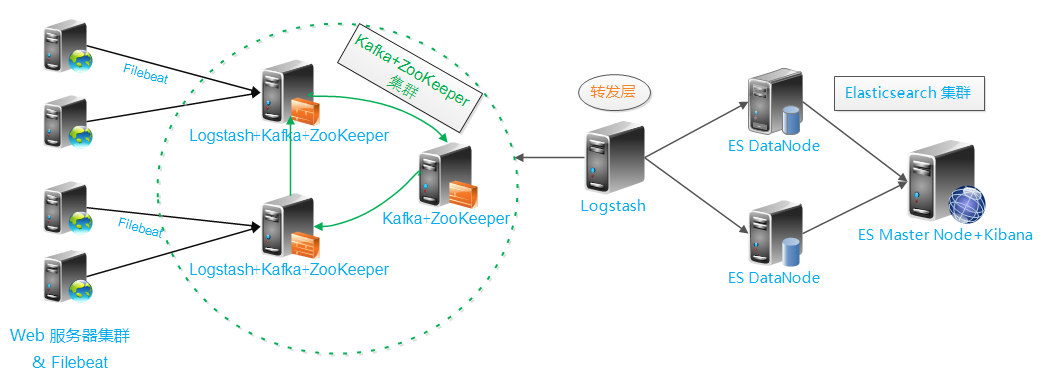 Filebeat
Logstash+Kafka+ZooKeeper
Kafka+ZooKeeper
集群
Kafka+ZooKeeper
Filebeat
Logstash+Kafka+ZooKeeper
Web 服务器集群
& Filebeat
转发层
Logstash
ES DataNode
Elasticsearch 集群
ES DataNode
ES Master Node+Kibana